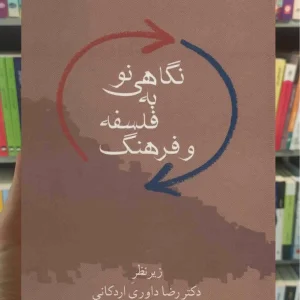 نگاهی نو
به
فلسفه
و فرهنگ
زیر نظر
دکتر رضا داوری اردکانی